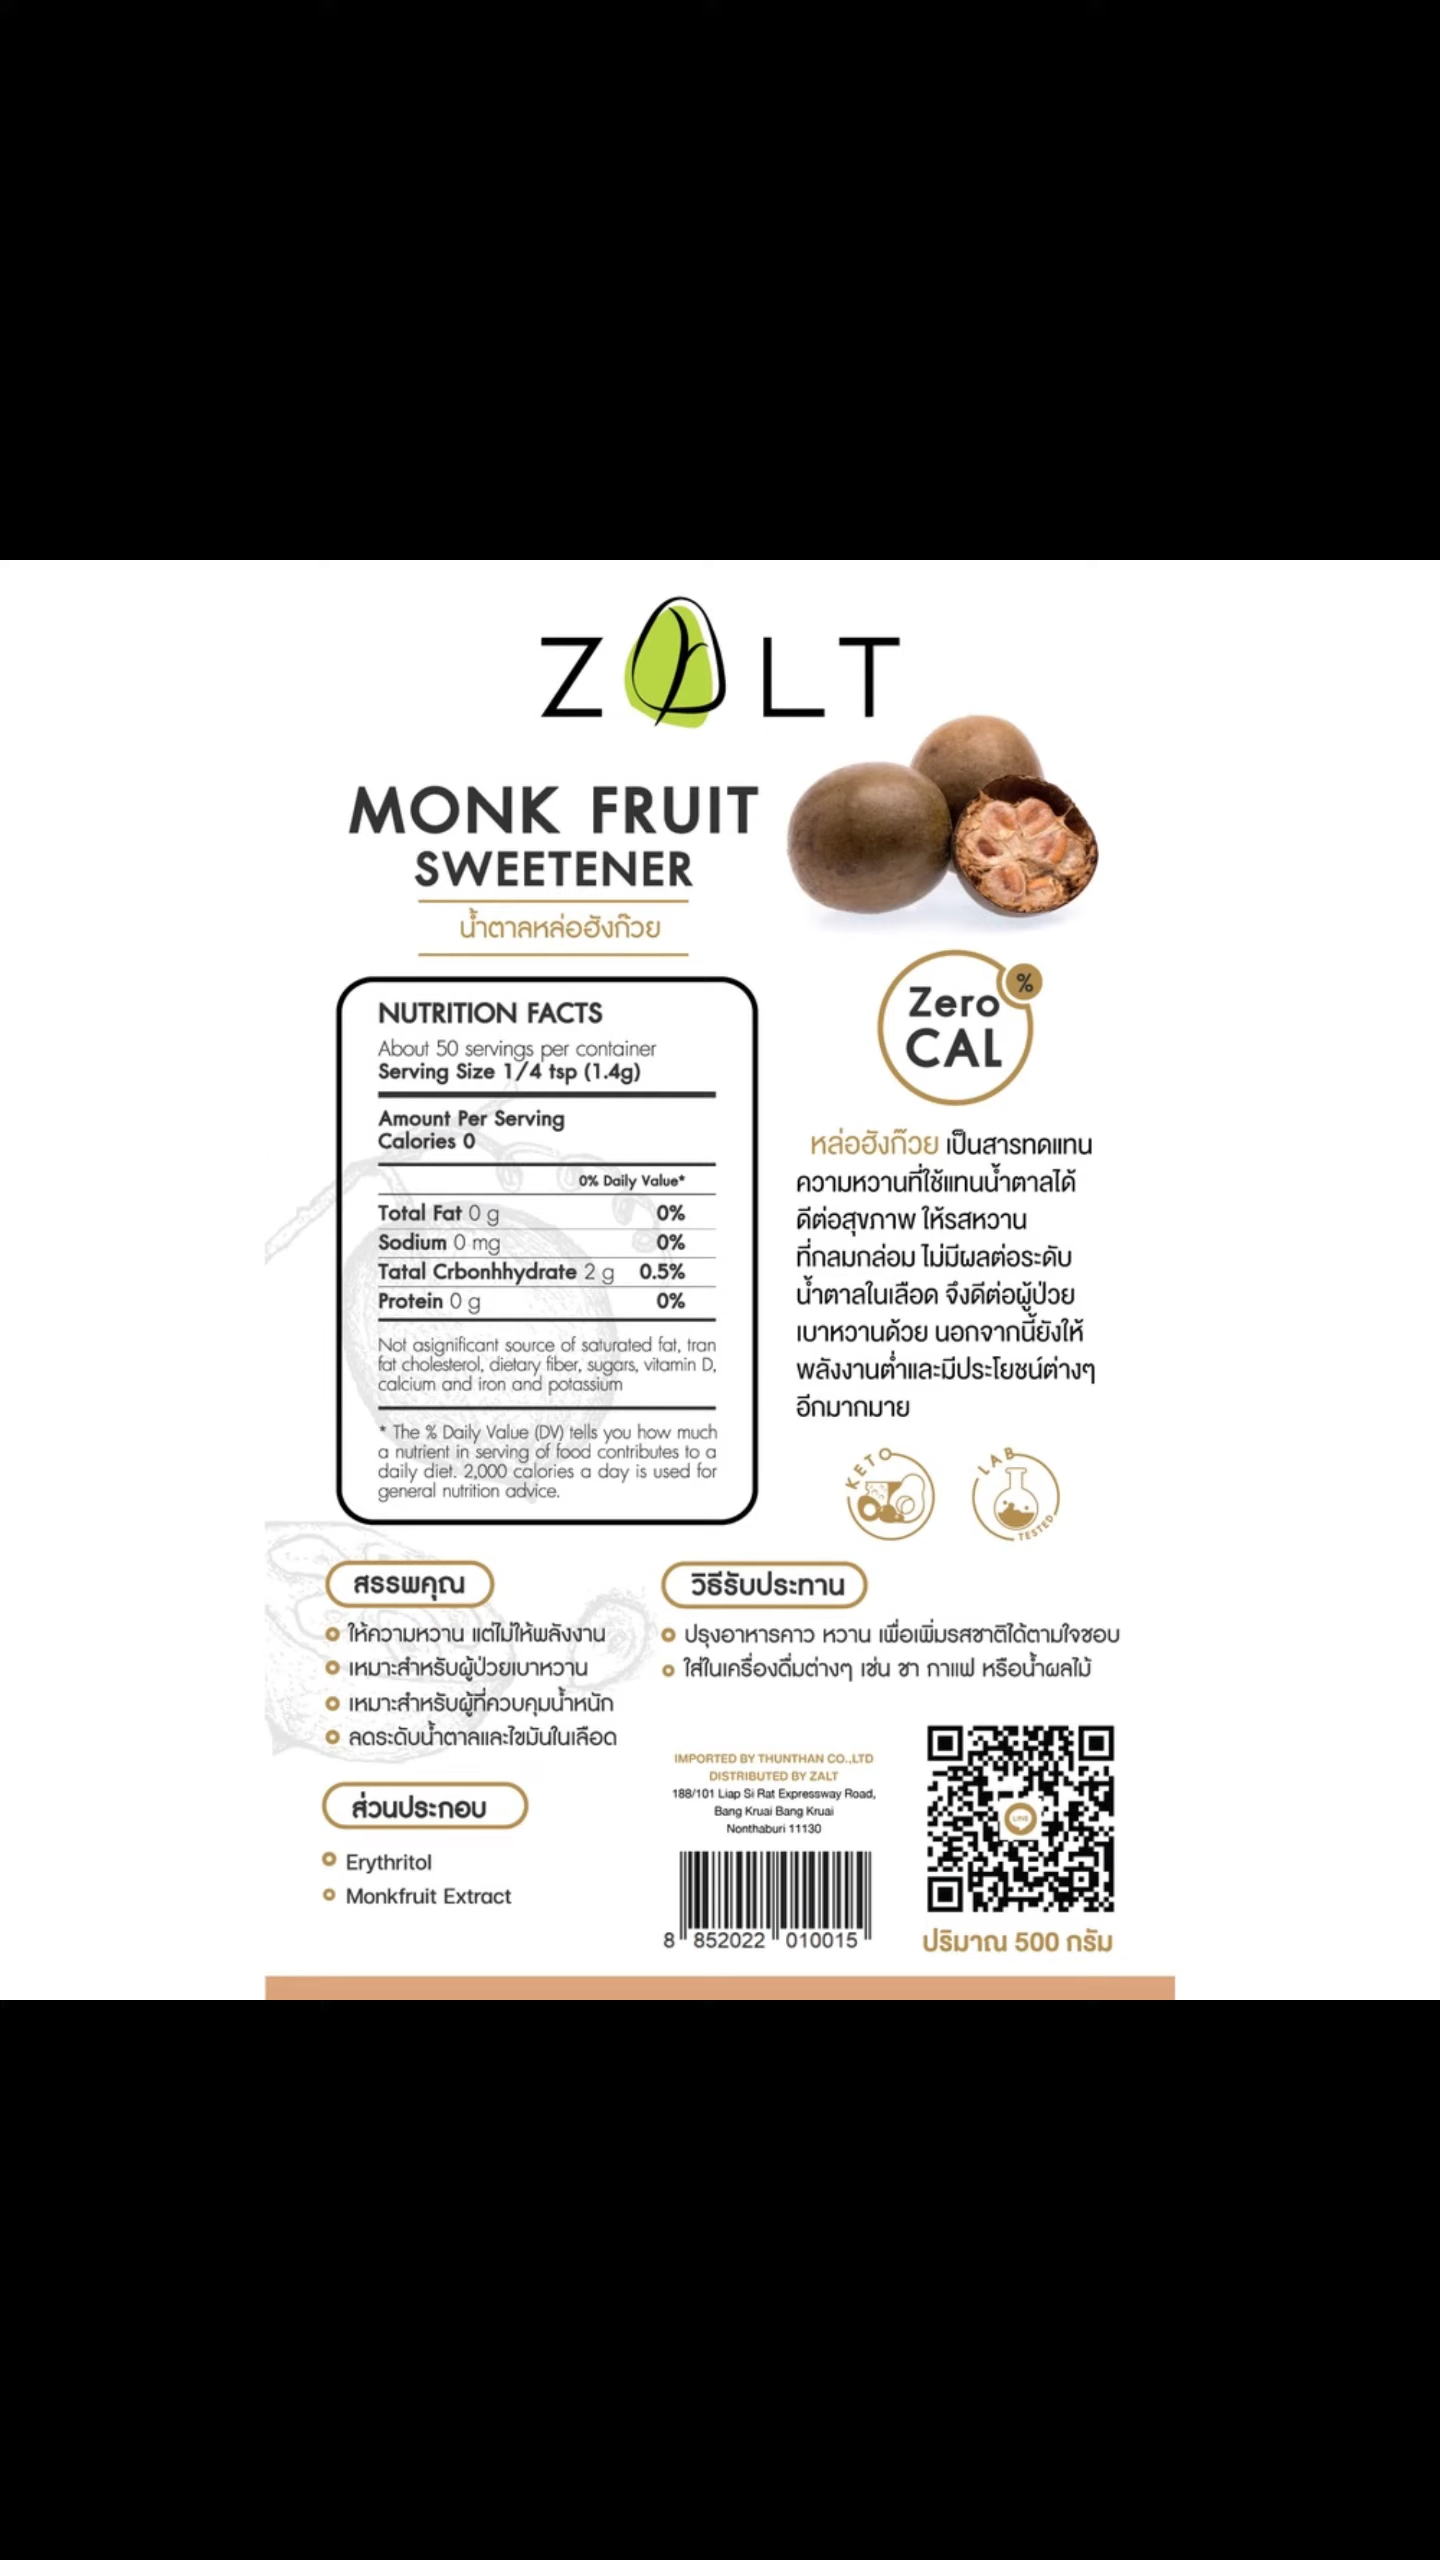 ZALT
MONK FRUIT
SWEETENER
น้ำตาลหล่อฮังก๊วย
NUTRITION FACTS
About 50 servings per container
Serving Size 1/4 tsp (1.4g)
Amount Per Serving
Calories 0
0% Daily Value*
Total Fat 0 g 0%
Sodium 0 mg 0%
Tatal Crbonhhydrate 2 g 0.5%
Protein 0 g 0%
Not asignificant source of saturated fat, tran
fat cholesterol, dietary fiber, sugars, vitamin D,
calcium and iron and potassium
* The % Daily Value (DV) tells you how much
a nutrient in serving of food contributes to a
daily diet. 2,000 calories a day is used for
general nutrition advice.
%
Zero
CAL
หล่อฮังก๊วย เป็นสารทดแทน
ความหวานที่ใช้แทนน้ำตาลได้
ดีต่อสุขภาพ ให้รสหวาน
ที่กลมกล่อม ไม่มีผลต่อระดับ
น้ำตาลในเลือด จึงดีต่อผู้ป่วย
เบาหวานด้วย นอกจากนี้ยังให้
พลังงานต่ำและมีประโยชน์ต่างๆ
อีกมากมาย
KETO
LAB TESTED
สรรพคุณ
ให้ความหวาน แต่ไม่ให้พลังงาน
เหมาะสำหรับผู้ป่วยเบาหวาน
เหมาะสำหรับผู้ที่ควบคุมน้ำหนัก
ลดระดับน้ำตาลและไขมันในเลือด
วิธีรับประทาน
ปรุงอาหารคาว หวาน เพื่อเพิ่มรสชาติได้ตามใจชอบ
ใส่ในเครื่องดื่มต่างๆ เช่น ชา กาแฟ หรือน้ำผลไม้
ส่วนประกอบ
Erythritol
Monkfruit Extract
IMPORTED BY THUNTHAN CO.,LTD
DISTRIBUTED BY ZALT
188/101 Liap Si Rat Expressway Road,
Bang Kruai Bang Kruai
Nonthaburi 11130
8 852022 010015
LINE
ปริมาณ 500 กรัม